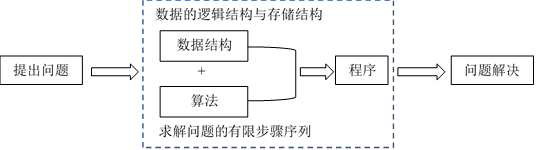 数据的逻辑结构与存储结构
提出问题
数据结构
+
算法
程序
问题解决
求解问题的有限步骤序列